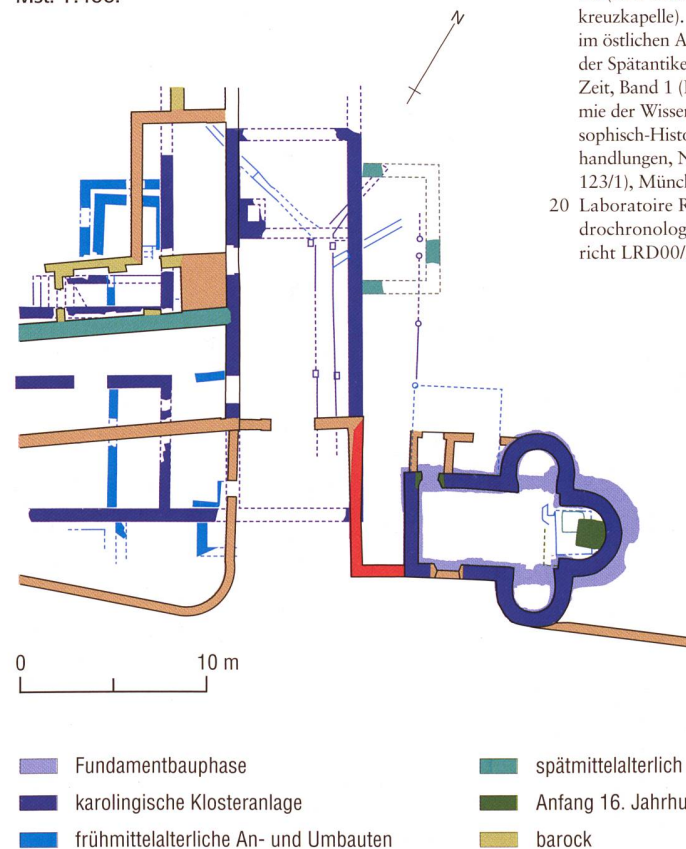 kreuzkapelle).
im östlichen A
der Spätantike
Zeit, Band 1 (
mie der Wissen
sophisch-Histo
handlungen, N
123/1), Münch
20 Laboratoire R
drochronolog
richt LRD00/
N
0 10 m
Fundamentbauphase
karolingische Klosteranlage
frühmittelalterliche An- und Umbauten
spätmittelalterlich
Anfang 16. Jahrhu
barock